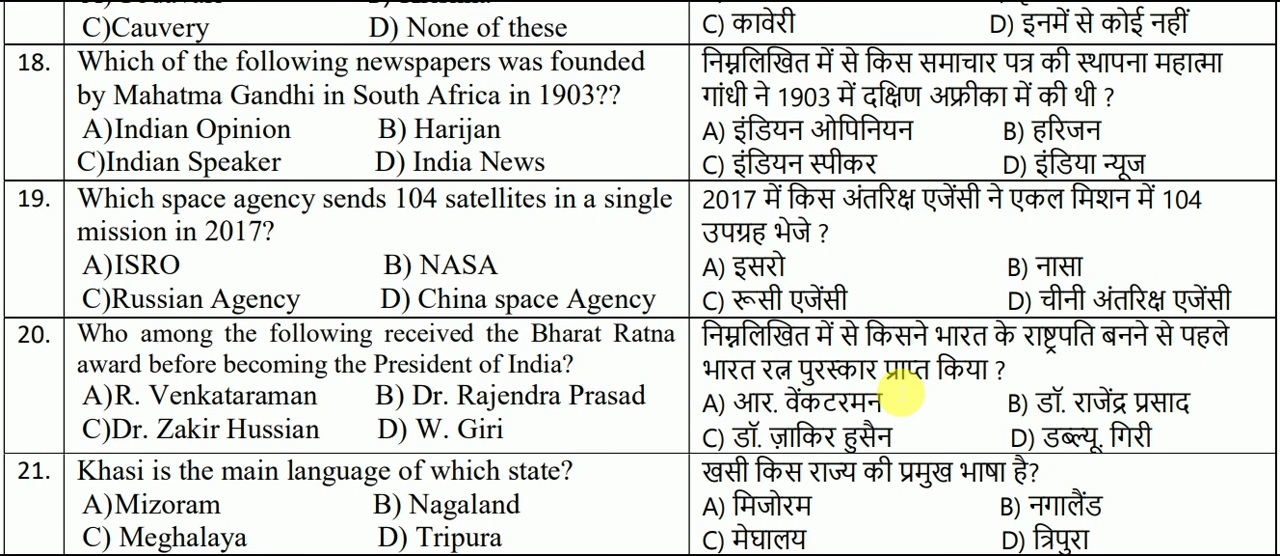 C)Cauvery D) None of these
C) कावेरी D) इनमें से कोई नहीं
18. Which of the following newspapers was founded
by Mahatma Gandhi in South Africa in 1903??
A)Indian Opinion B) Harijan
C)Indian Speaker D) India News
निम्नलिखित में से किस समाचार पत्र की स्थापना महात्मा
गांधी ने 1903 में दक्षिण अफ्रीका में की थी ?
A) इंडियन ओपिनियन B) हरिजन
C) इंडियन स्पीकर D) इंडिया न्यूज
19. Which space agency sends 104 satellites in a single
mission in 2017?
A)ISRO B) NASA
C)Russian Agency D) China space Agency
2017 में किस अंतरिक्ष एजेंसी ने एकल मिशन में 104
उपग्रह भेजे ?
A) इसरो B) नासा
C) रूसी एजेंसी D) चीनी अंतरिक्ष एजेंसी
20. Who among the following received the Bharat Ratna
award before becoming the President of India?
A)R. Venkataraman B) Dr. Rajendra Prasad
C)Dr. Zakir Hussian D) W. Giri
निम्नलिखित में से किसने भारत के राष्ट्रपति बनने से पहले
भारत रत्न पुरस्कार प्राप्त किया ?
A) आर. वेंकटरमन B) डॉ. राजेंद्र प्रसाद
C) डॉ. ज़ाकिर हुसैन D) डब्ल्यू. गिरी
21. Khasi is the main language of which state?
A)Mizoram B) Nagaland
C) Meghalaya D) Tripura
खसी किस राज्य की प्रमुख भाषा है?
A) मिजोरम B) नगालैंड
C) मेघालय D) त्रिपुरा